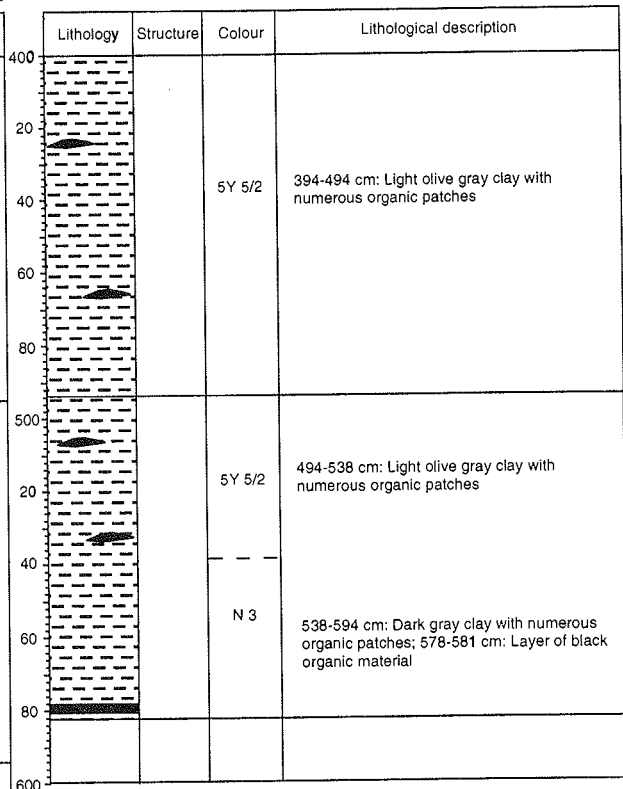 Lithology Structure Colour Lithological description
400
20
40
60
80
500
20
40
60
80
600
5Y 5/2
394-494 cm: Light olive gray clay with
numerous organic patches
5Y 5/2
494-538 cm: Light olive gray clay with
numerous organic patches
N 3
538-594 cm: Dark gray clay with numerous
organic patches; 578-581 cm: Layer of black
organic material